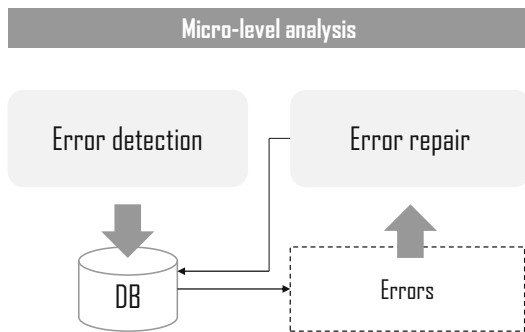 Micro-level analysis
Error detection
Error repair
DB
Errors